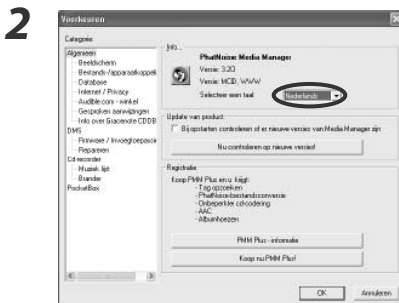 2
Voorkeuren
Categorie
Algemeen
Beeldscherm
Bestands-/apparaatkoppeli
Database
Internet / Privacy
Audible.com - winkel
Gesproken aanwijzingen
Info over Gracenote CDDB
DMS
Firmware / Invoegtoepassin
Repareren
Cd-recorder
Muziek lijst
Brander
PocketBox
Info...
PhatNoise Media Manager
Versie: 3.20
Versie: MCID, WWW
Selecteer een taal:
Nederlands
Update van product
Bij opstarten controleren of er nieuwe versies van Media Manager zijn
Nu controleren op nieuwe versies!
Registratie
Koop PMM Plus en u krijgt:
- Tag opzoeken
- PhatNoise-bestandsconversie
- Onbeperkte cd-codering
- AAC
- Albumhoezen
PMM Plus - informatie
Koop nu PMM Plus!
OK
Annuleren